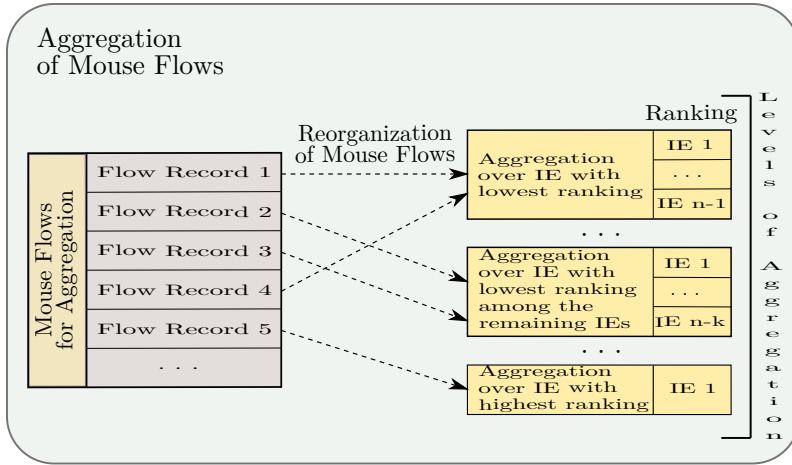 Aggregation
of Mouse Flows
Mouse Flows
for Aggregation
Flow Record 1
Flow Record 2
Flow Record 3
Flow Record 4
Flow Record 5
. . .
Reorganization
of Mouse Flows
Ranking
Aggregation
over IE with
lowest ranking
IE 1
. . .
IE n-1
. . .
Aggregation
over IE with
lowest ranking
among the
remaining IEs
IE 1
. . .
IE n-k
. . .
Aggregation
over IE with
highest ranking
IE 1
Levels of Aggregation